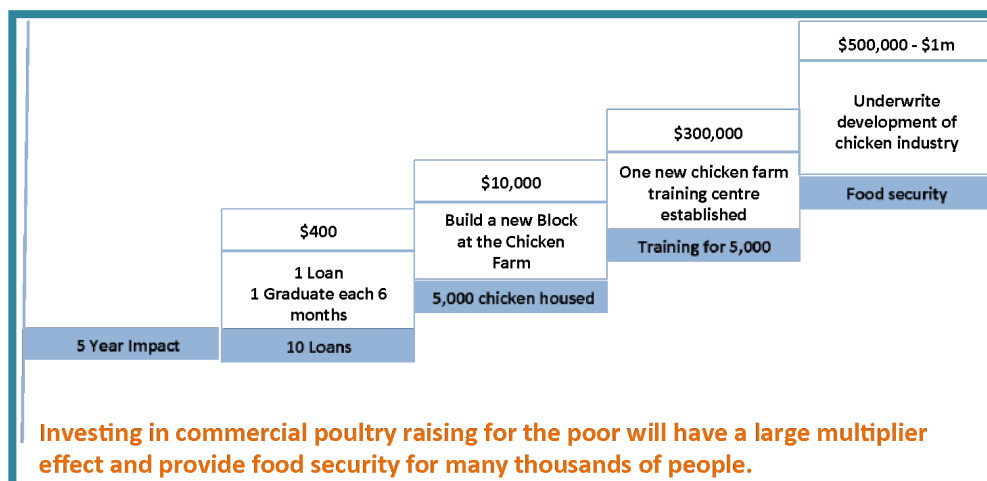 $500,000 - $1m
Underwrite
development of
chicken industry
Food security
$300,000
One new chicken farm
training centre
established
Training for 5,000
$10,000
Build a new Block
at the Chicken
Farm
5,000 chicken housed
$400
1 Loan
1 Graduate each 6
months
10 Loans
5 Year Impact
Investing in commercial poultry raising for the poor will have a large multiplier
effect and provide food security for many thousands of people.